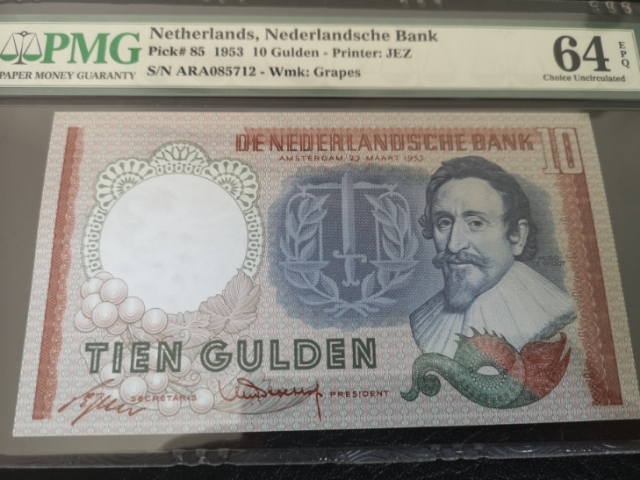 PMG
PAPER MONEY GUARANTY
Netherlands, Nederlandsche Bank
Pick# 85 1953 10 Gulden - Printer: JEZ
S/N ARA085712 - Wmk: Grapes
64 EPQ
Choice Uncirculated
DE NEDERLANDSCHE BANK 10
AMSTERDAM 23 MAART 1953
TIEN GULDEN
SECRETARIS PRESIDENT